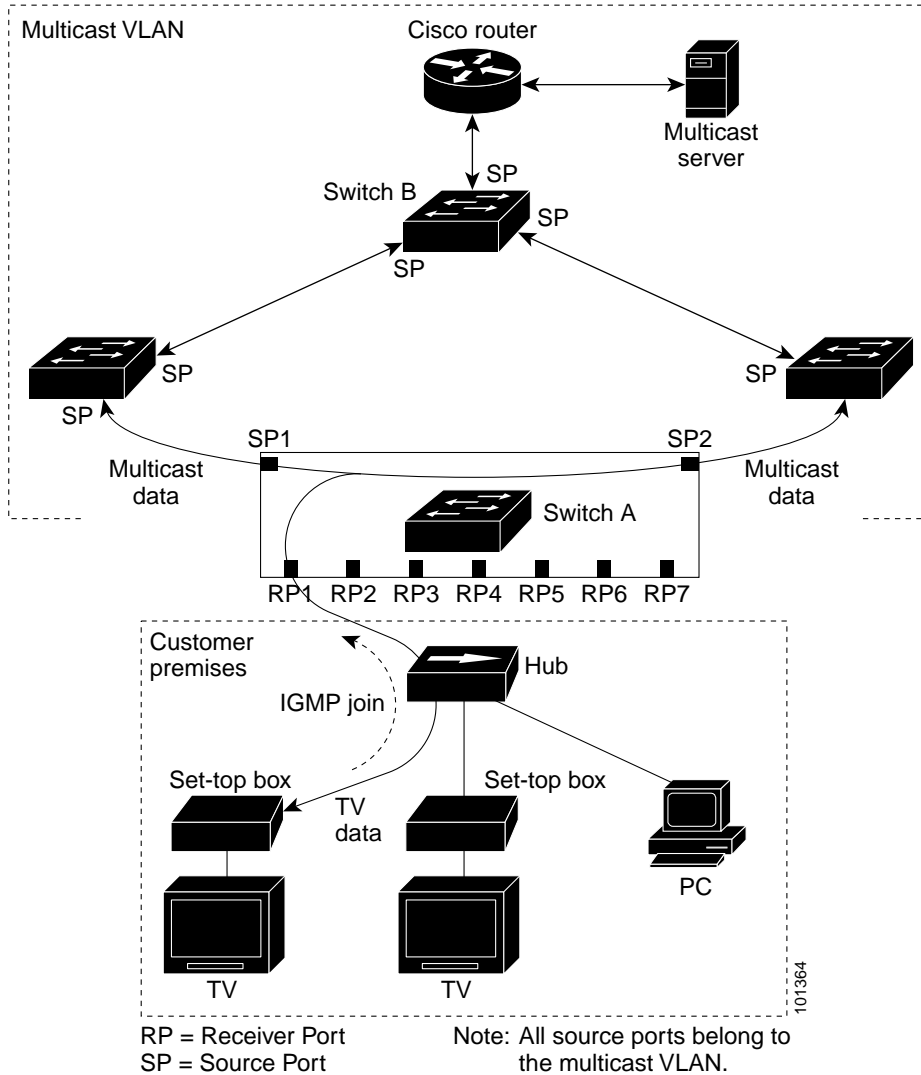 Multicast VLAN
Cisco router
Multicast
server
SP
Switch B
SP
SP
SP
SP
SP
SP1
SP2
Multicast
data
Multicast
data
Switch A
RP1 RP2 RP3 RP4 RP5 RP6 RP7
Customer
premises
Hub
IGMP join
Set-top box
Set-top box
TV
data
PC
TV
TV
101364
RP = Receiver Port
SP = Source Port
Note: All source ports belong to
the multicast VLAN.